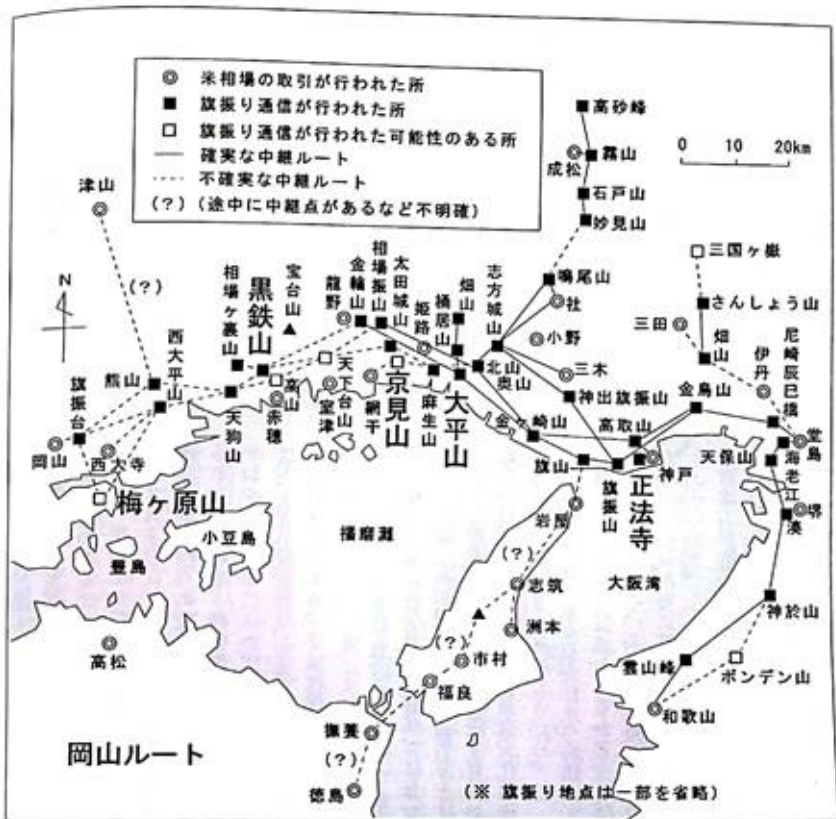 ◎ 米相場の取引が行われた所
■ 旗振り通信が行われた所
□ 旗振り通信が行われた可能性のある所
── 確実な中継ルート
---- 不確実な中継ルート
(?)(途中に中継点があるなど不明確)
0 10 20km
N
高砂峰
霧山
成松
石戸山
妙見山
津山
(?)
三国ヶ嶽
さんしょう山
三田
畑山
伊丹
尼崎辰巳橋
鳴尾山
社
小野
三木
志方城山
畑山
桶居山
姫路
太田城山
相場振山
金輪山
龍野
宝台山
黒鉄山
相場ヶ裏山
西大平山
熊山
旗振台
岡山
西大寺
梅ヶ原山
天狗山
赤穂
高山
室津
天下台山
網干
京見山
麻生山
大平山
北山奥山
金ヶ崎山
神出旗振山
高取山
金鳥山
旗山
旗振山
正法寺
神戸
天保山
堂島
海老江
堺
湊
岩屋
(?)
志筑
洲本
(?)
市村
福良
撫養
(?)
徳島
小豆島
豊島
播磨灘
大阪湾
高松
神於山
雲山峰
ボンデン山
和歌山
岡山ルート
(※ 旗振り地点は一部を省略)